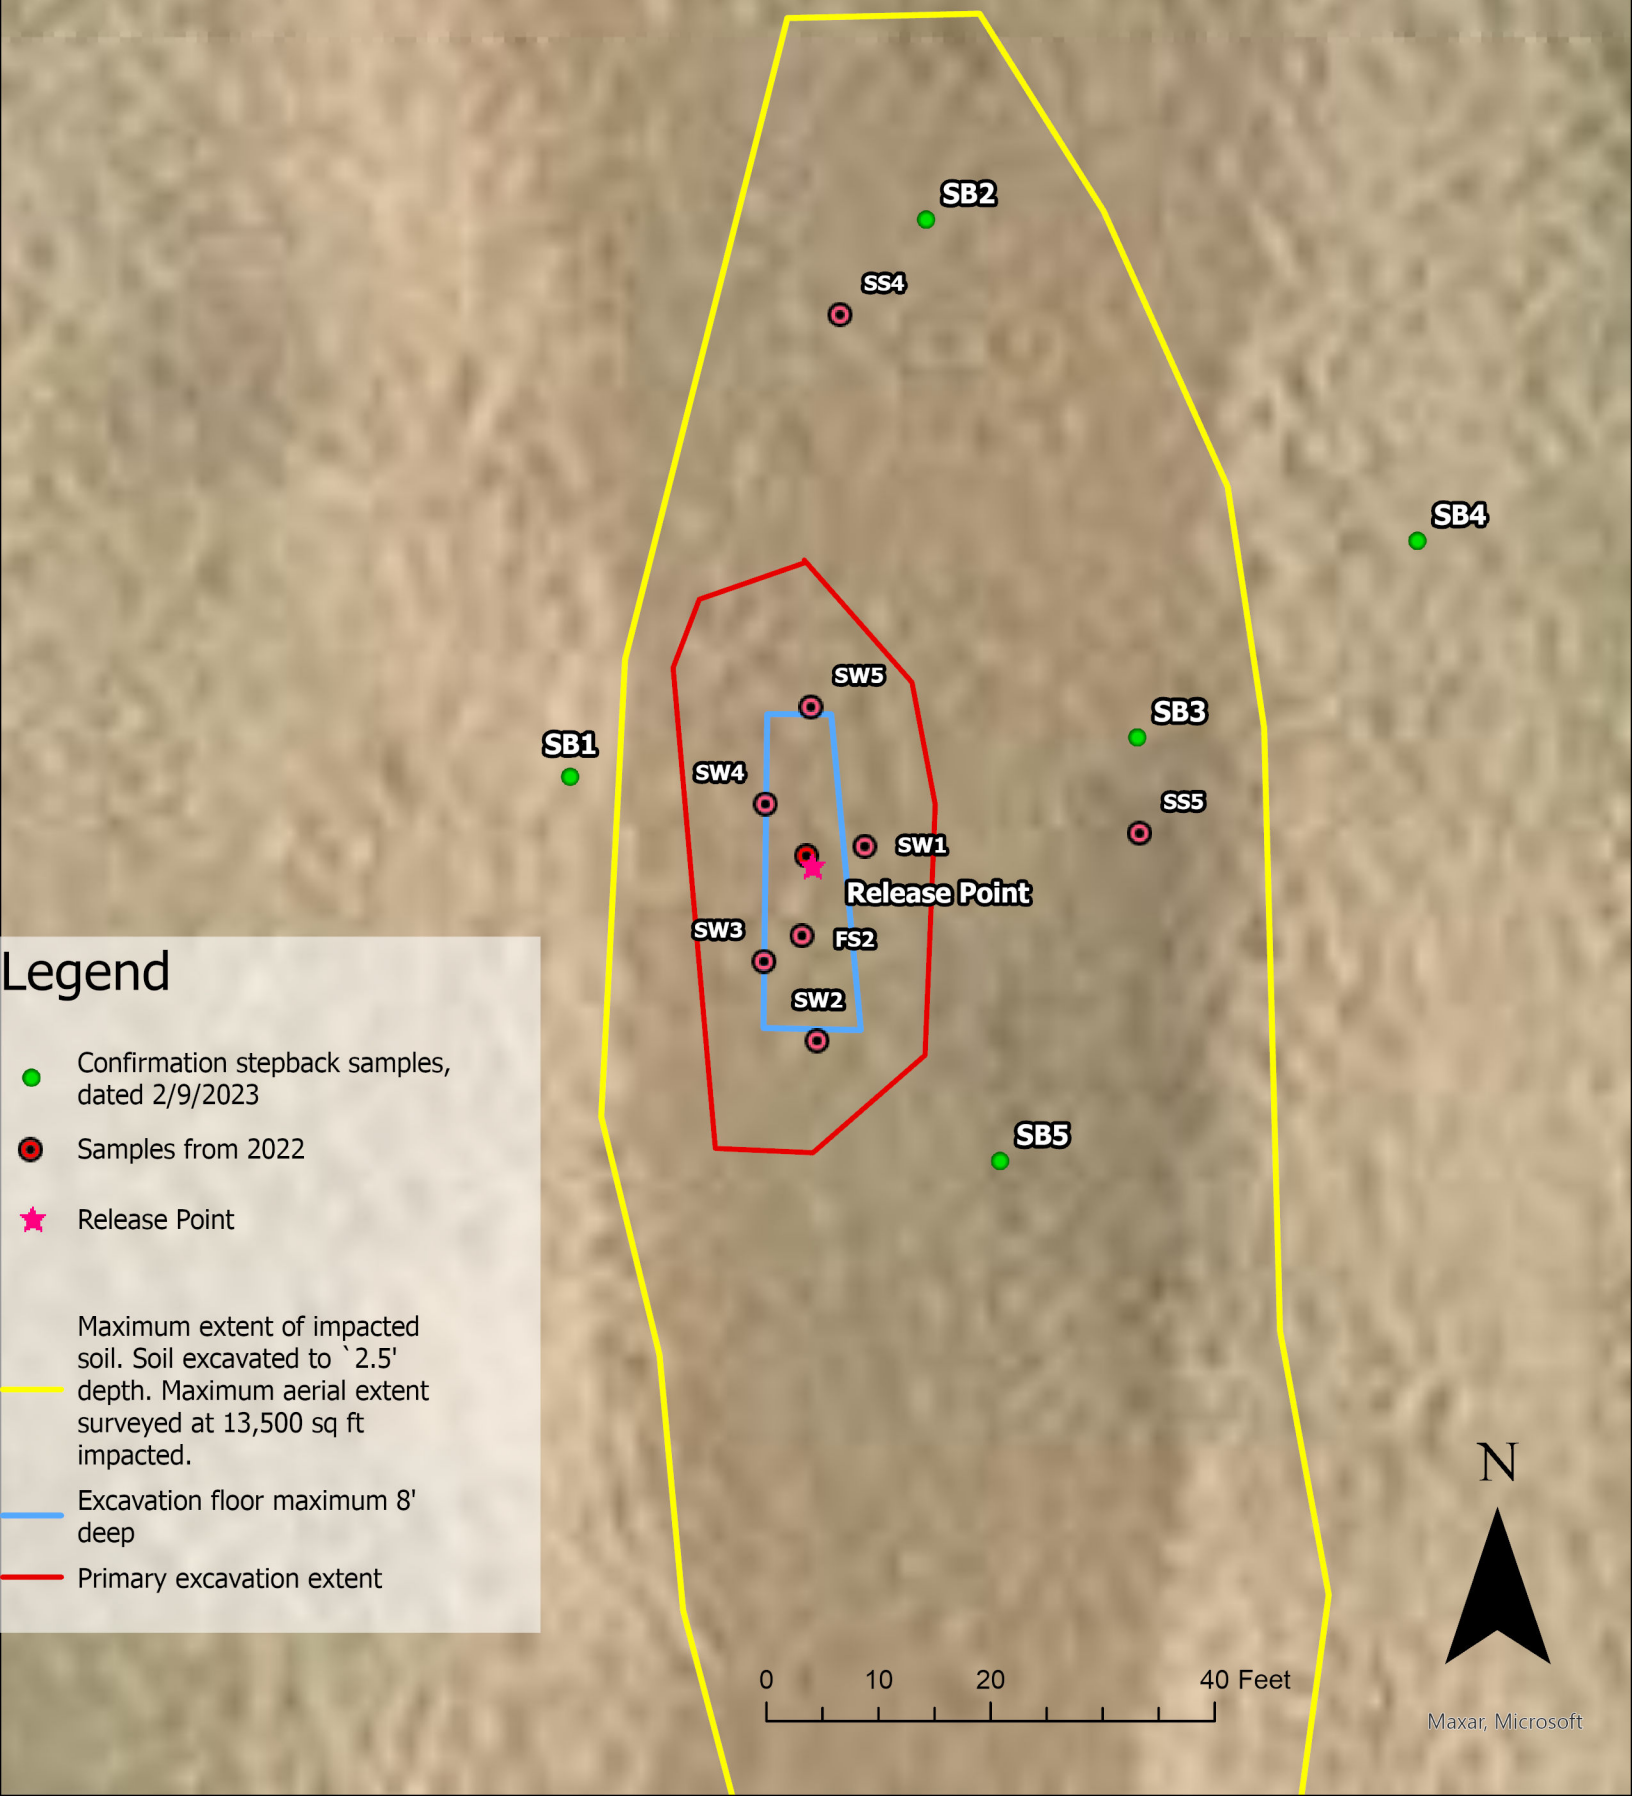 SB2
SS4
SB4
SW5
SB3
SB1
SW4
SS5
SW1
Release Point
SW3
FS2
SW2
SB5
Legend
Confirmation stepback samples,
dated 2/9/2023
Samples from 2022
Release Point
Maximum extent of impacted
soil. Soil excavated to `2.5'
depth. Maximum aerial extent
surveyed at 13,500 sq ft
impacted.
Excavation floor maximum 8'
deep
Primary excavation extent
N
0 10 20 40 Feet
Maxar, Microsoft